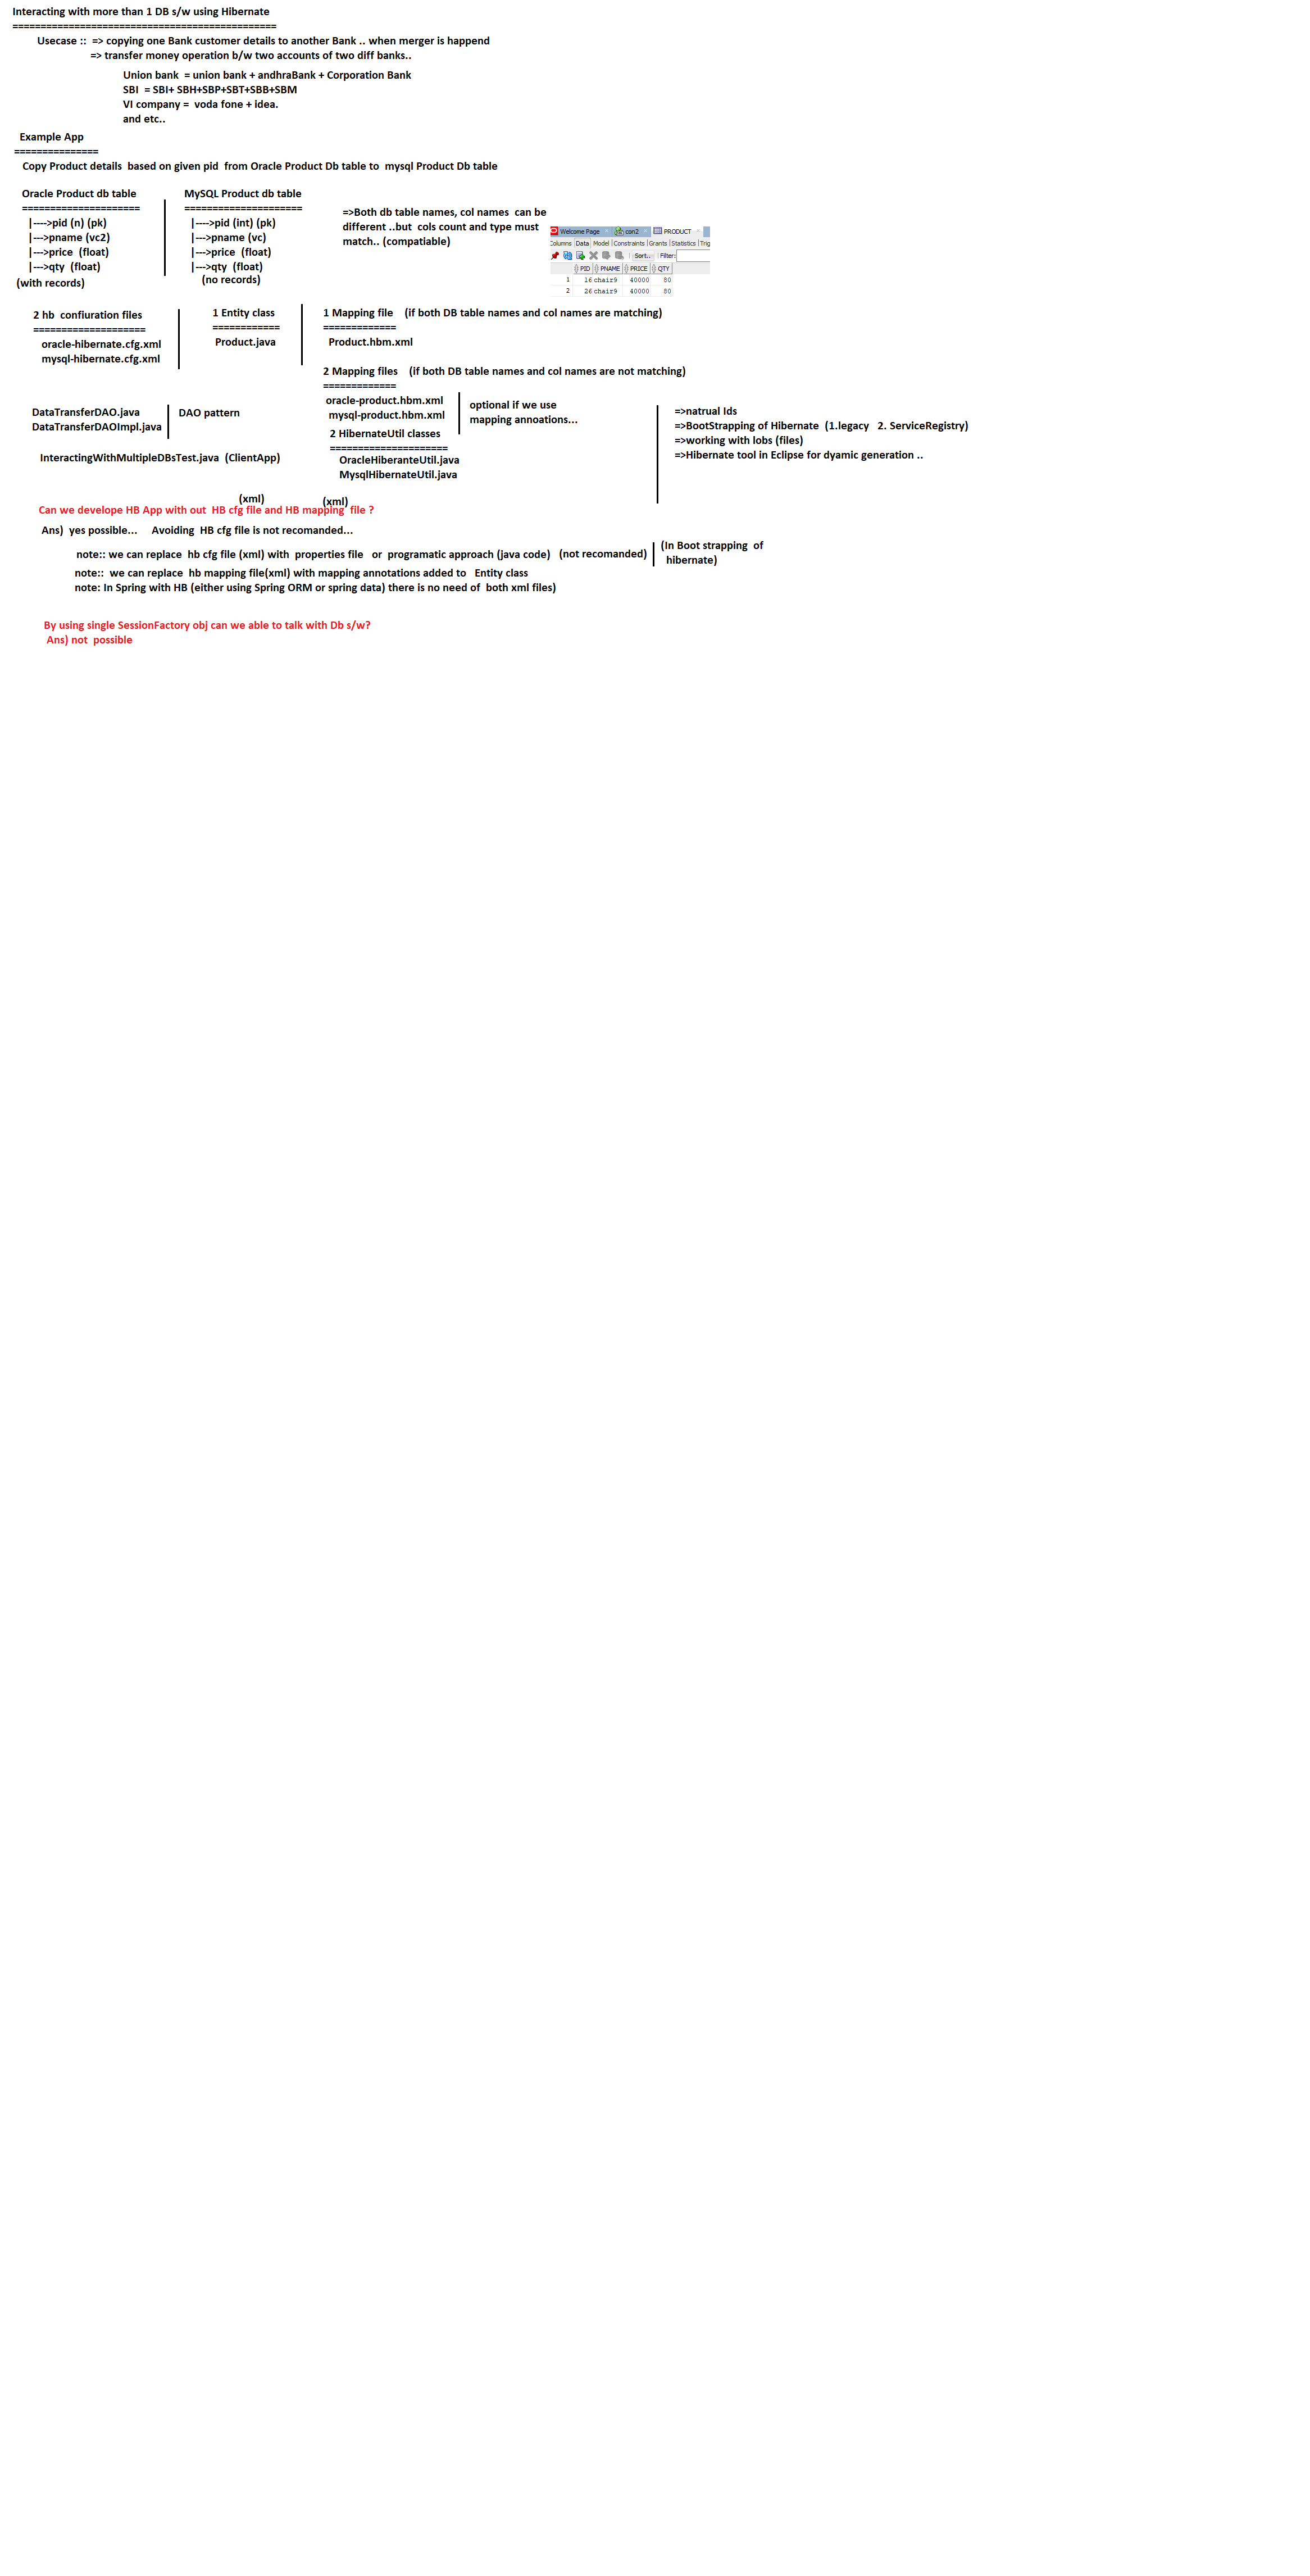 Interacting with more than 1 DB s/w using Hibernate
===============================================
Usecase :: => copying one Bank customer details to another Bank .. when merger is happend
=> transfer money operation b/w two accounts of two diff banks..
Union bank = union bank + andhraBank + Corporation Bank
SBI = SBI+ SBH+SBP+SBT+SBB+SBM
VI company = voda fone + idea.
and etc..
Example App
===============
Copy Product details based on given pid from Oracle Product Db table to mysql Product Db table
Oracle Product db table
=====================
|---->pid (n) (pk)
|--->pname (vc2)
|--->price (float)
|--->qty (float)
(with records)
MySQL Product db table
=====================
|---->pid (int) (pk)
|--->pname (vc)
|--->price (float)
|--->qty (float)
(no records)
=>Both db table names, col names can be
different ..but cols count and type must
match.. (compatiable)
Welcome Page con2 PRODUCT
Columns Data Model Constraints Grants Statistics Trig
Sort.. Filter:
PID PNAME PRICE QTY
1 16 chair9 40000 80
2 26 chair9 40000 80
2 hb confiuration files
====================
oracle-hibernate.cfg.xml
mysql-hibernate.cfg.xml
1 Entity class
============
Product.java
1 Mapping file (if both DB table names and col names are matching)
=============
Product.hbm.xml
2 Mapping files (if both DB table names and col names are not matching)
=============
oracle-product.hbm.xml
mysql-product.hbm.xml
optional if we use
mapping annoations...
2 HibernateUtil classes
=====================
OracleHiberanteUtil.java
MysqlHibernateUtil.java
DataTransferDAO.java
DataTransferDAOImpl.java
DAO pattern
InteractingWithMultipleDBsTest.java (ClientApp)
=>natrual Ids
=>BootStrapping of Hibernate (1.legacy 2. ServiceRegistry)
=>working with lobs (files)
=>Hibernate tool in Eclipse for dyamic generation ..
(xml) (xml)
Can we develope HB App with out HB cfg file and HB mapping file ?
Ans) yes possible... Avoiding HB cfg file is not recomanded...
note:: we can replace hb cfg file (xml) with properties file or programatic approach (java code) (not recomanded)
(In Boot strapping of
hibernate)
note:: we can replace hb mapping file(xml) with mapping annotations added to Entity class
note: In Spring with HB (either using Spring ORM or spring data) there is no need of both xml files)
By using single SessionFactory obj can we able to talk with Db s/w?
Ans) not possible